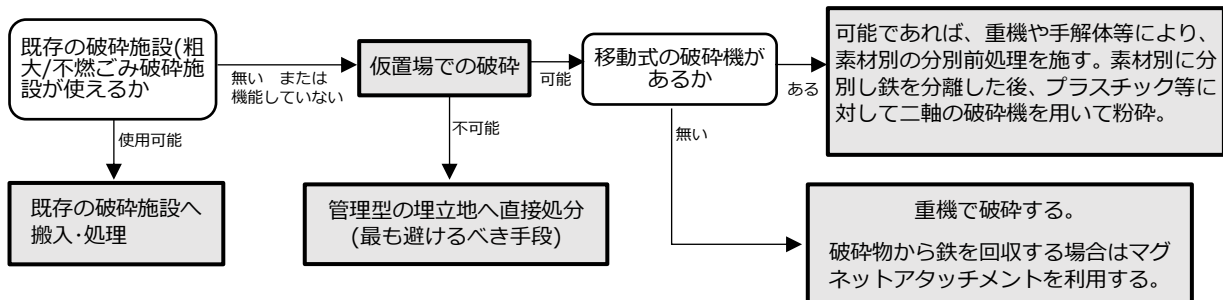 既存の破砕施設(粗
大/不燃ごみ破砕施
設が使えるか
無い または
機能していない
仮置場での破砕
可能
移動式の破砕機が
あるか
ある
可能であれば、重機や手解体等により、
素材別の分別前処理を施す。素材別に分
別し鉄を分離した後、プラスチック等に
対して二軸の破砕機を用いて粉砕。
使用可能
不可能
無い
既存の破砕施設へ
搬入・処理
管理型の埋立地へ直接処分
(最も避けるべき手段)
重機で破砕する。
破砕物から鉄を回収する場合はマグ
ネットアタッチメントを利用する。